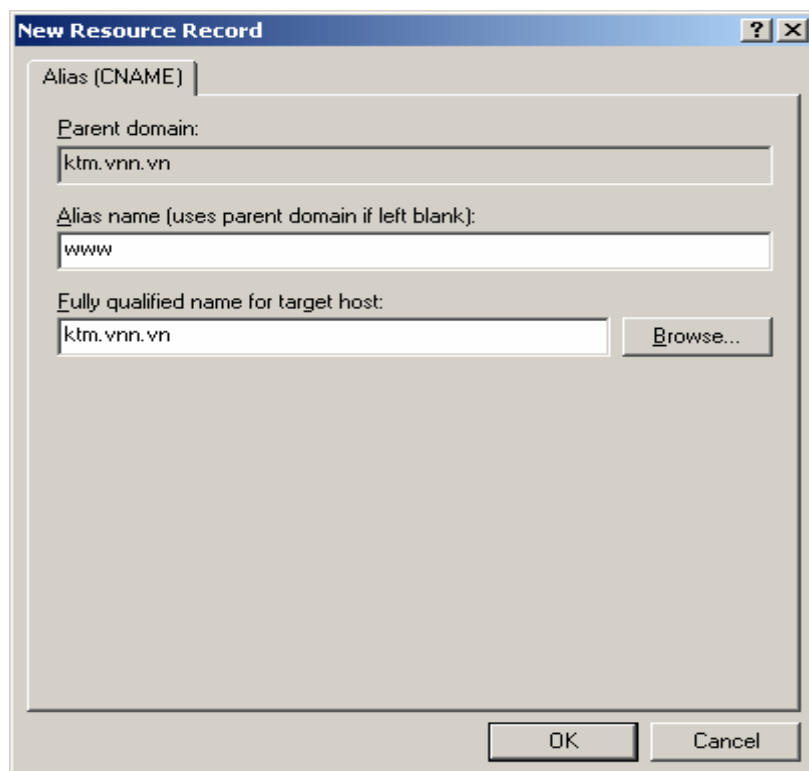 New Resource Record
Alias (CNAME)
Parent domain:
ktm.vnn.vn
Alias name (uses parent domain if left blank):
www
Fully qualified name for target host:
ktm.vnn.vn
Browse...
OK
Cancel